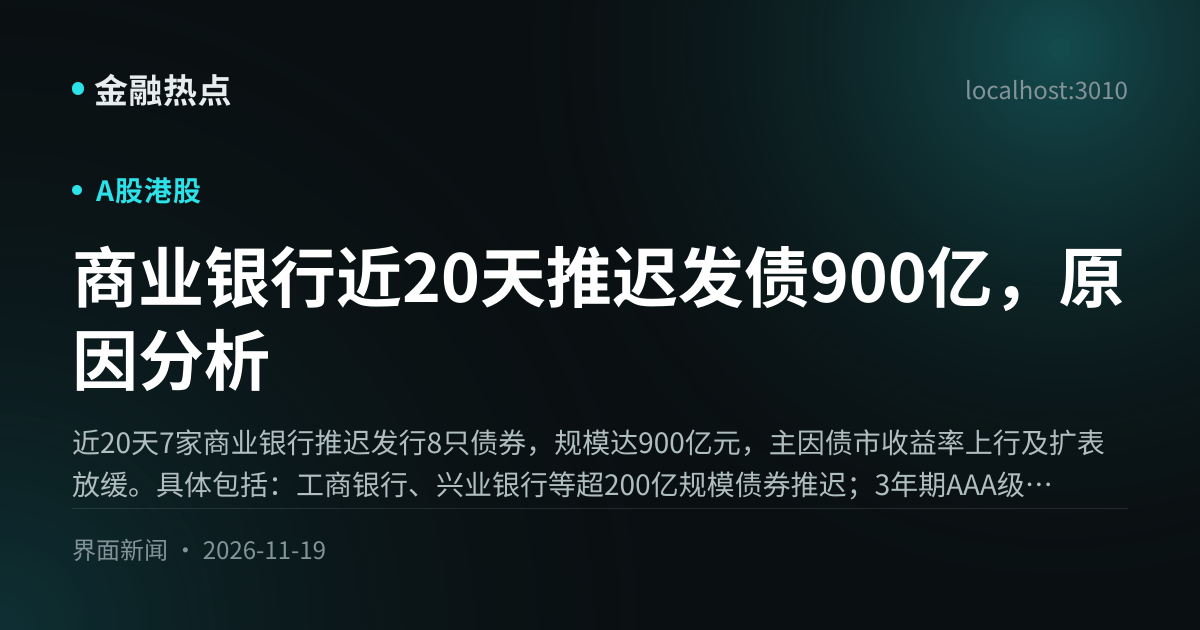 金融热点
localhost:3010
A股港股
商业银行近20天推迟发债900亿，原
因分析
近20天7家商业银行推迟发行8只债券，规模达900亿元，主因债市收益率上行及扩表
放缓。具体包括：工商银行、兴业银行等超200亿规模债券推迟；3年期AAA级…
界面新闻 • 2026-11-19